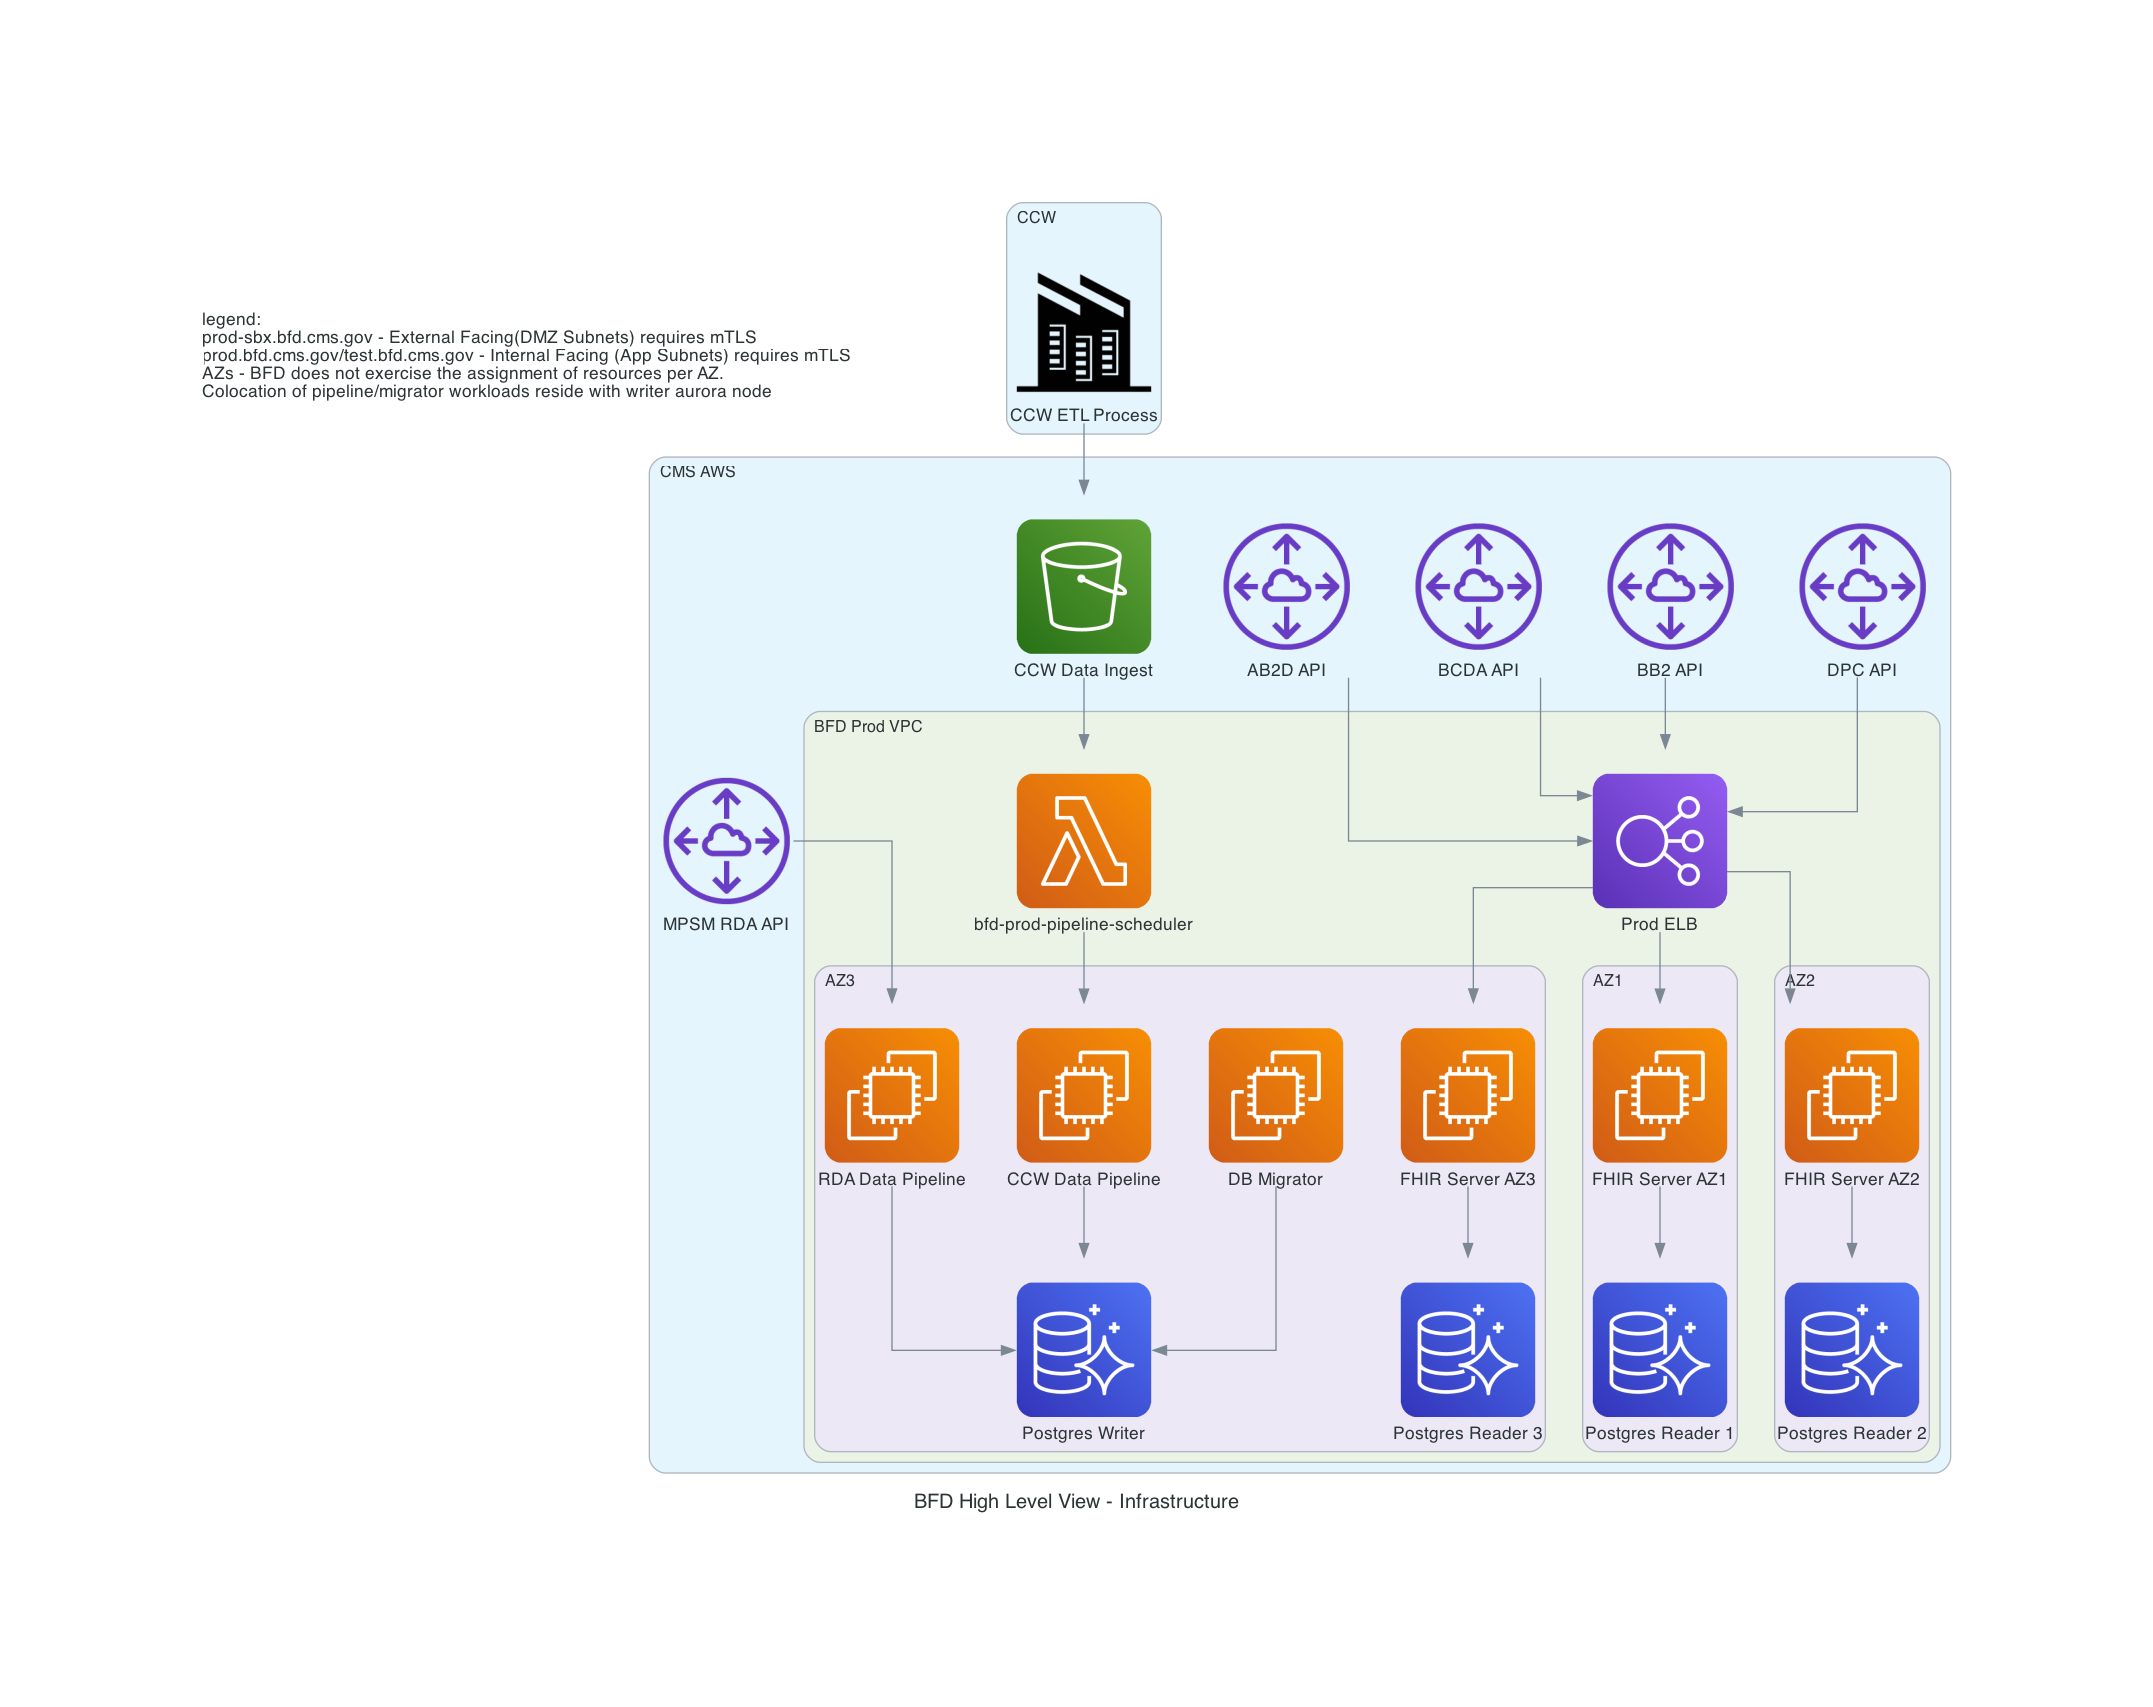 CCW
legend:
prod-sbx.bfd.cms.gov - External Facing(DMZ Subnets) requires mTLS
prod.bfd.cms.gov/test.bfd.cms.gov - Internal Facing (App Subnets) requires mTLS
AZs - BFD does not exercise the assignment of resources per AZ.
Colocation of pipeline/migrator workloads reside with writer aurora node
CCW ETL Process
CMS AWS
CCW Data Ingest
AB2D API
BCDA API
BB2 API
DPC API
BFD Prod VPC
MPSM RDA API
bfd-prod-pipeline-scheduler
Prod ELB
AZ3
AZ1
AZ2
RDA Data Pipeline
CCW Data Pipeline
DB Migrator
FHIR Server AZ3
FHIR Server AZ1
FHIR Server AZ2
Postgres Writer
Postgres Reader 3
Postgres Reader 1
Postgres Reader 2
BFD High Level View - Infrastructure